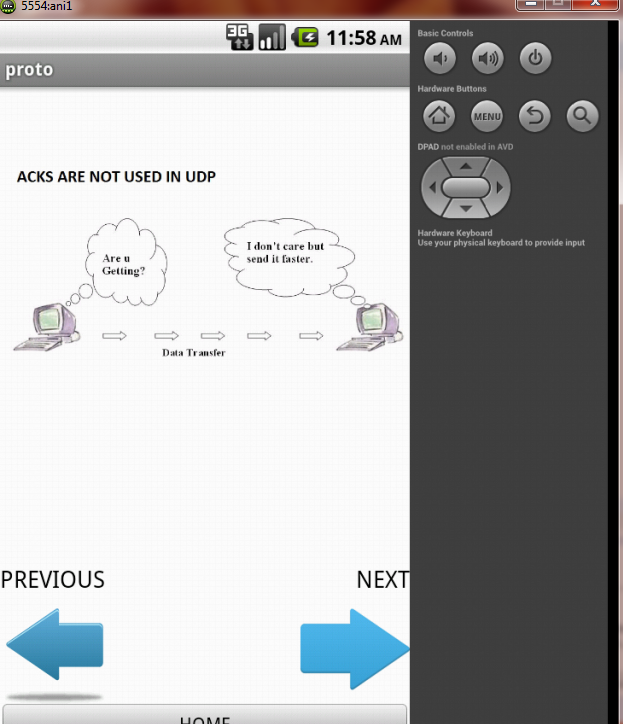 5554:ani1
3G 11:58 AM
proto
ACKS ARE NOT USED IN UDP
Are u
Getting?
I don't care but
send it faster.
Data Transfer
PREVIOUS
NEXT
HOME
Basic Controls
Hardware Buttons
MENU
DPAD not enabled in AVD
Hardware Keyboard
Use your physical keyboard to provide input